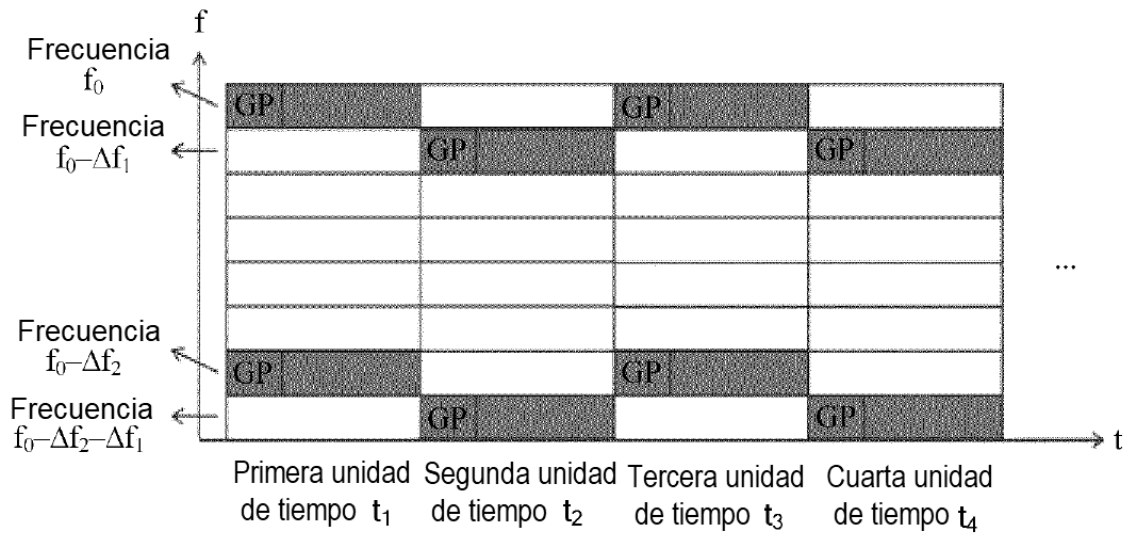 f
Frecuencia
f₀
GP GP
Frecuencia
f₀–Δf₁
GP GP
...
Frecuencia
f₀–Δf₂
GP GP
Frecuencia
f₀–Δf₂–Δf₁
GP GP
t
Primera unidad
de tiempo t₁
Segunda unidad
de tiempo t₂
Tercera unidad
de tiempo t₃
Cuarta unidad
de tiempo t₄